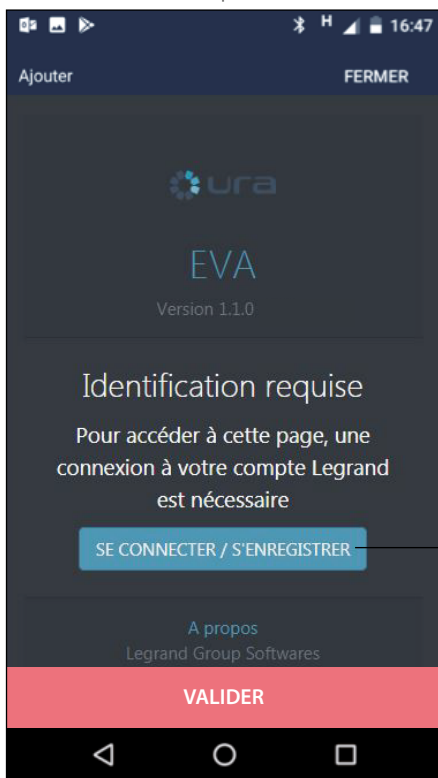 H 16:47
Ajouter FERMER
ura
EVA
Version 1.1.0
Identification requise
Pour accéder à cette page, une
connexion à votre compte Legrand
est nécessaire
SE CONNECTER / S'ENREGISTRER
A propos
Legrand Group Softwares
VALIDER